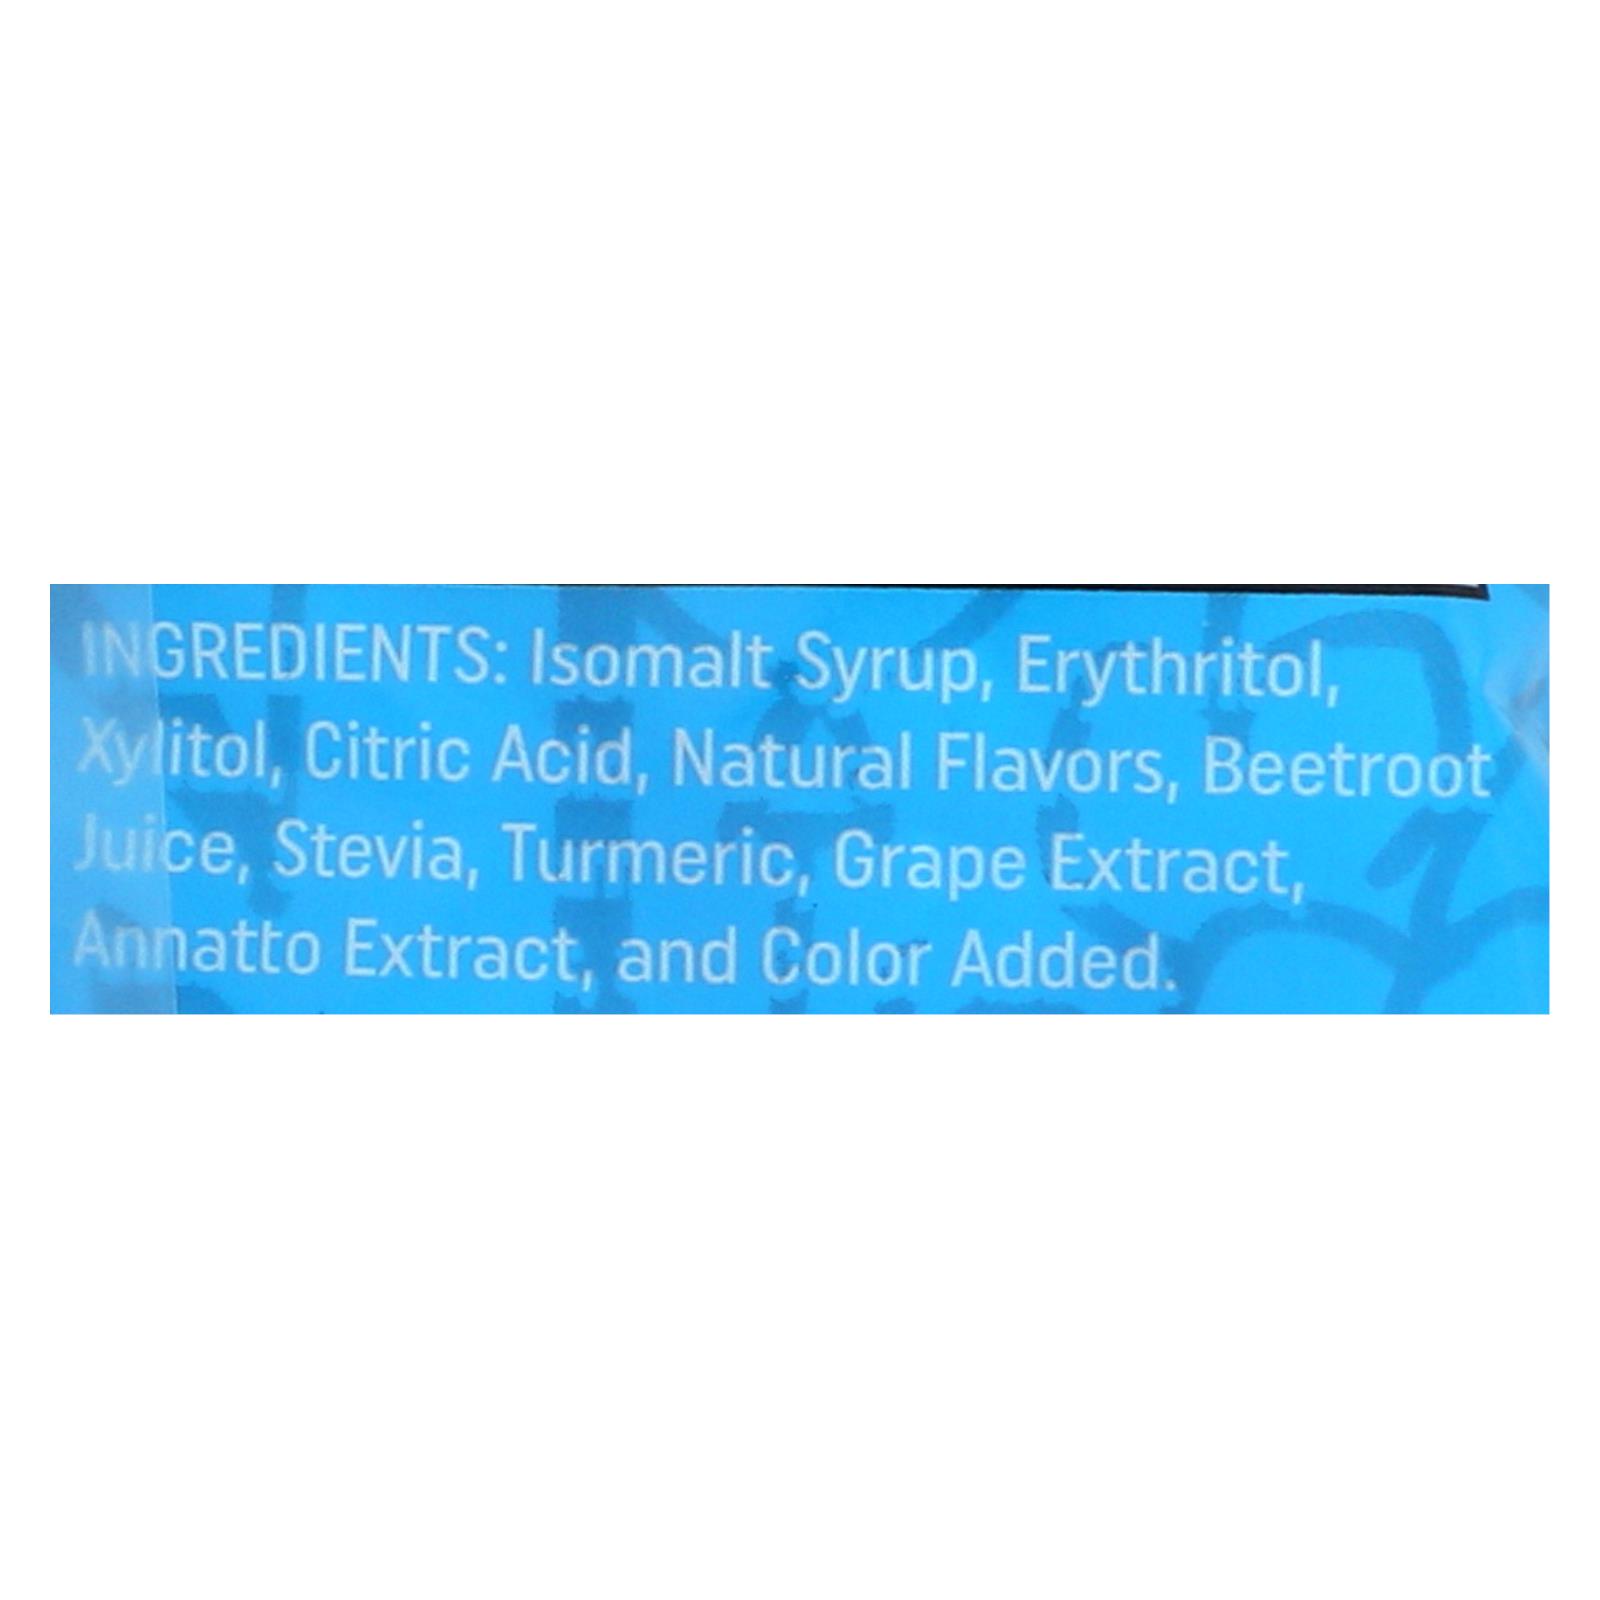 INGREDIENTS: Isomalt Syrup, Erythritol,
Xylitol, Citric Acid, Natural Flavors, Beetroot
Juice, Stevia, Turmeric, Grape Extract,
Annatto Extract, and Color Added.